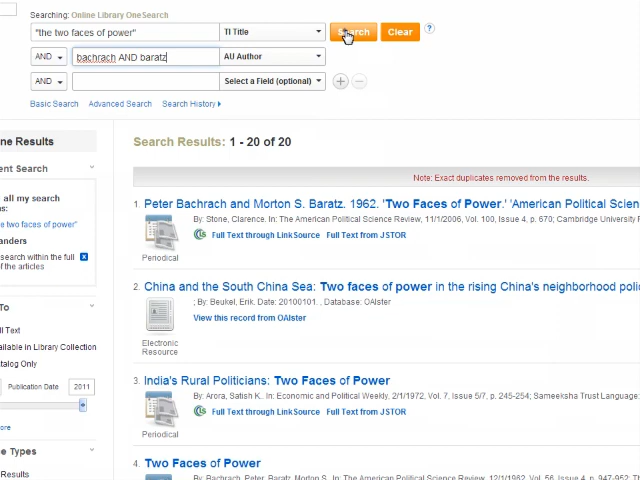 Searching: Online Library OneSearch
"the two faces of power" TI Title Search Clear ?
AND bachrach AND baratz AU Author
AND Select a Field (optional)
Basic Search Advanced Search Search History
ne Results
Search Results: 1 - 20 of 20
ent Search
Note: Exact duplicates removed from the results.
all my search
ns:
e two faces of power"
anders
search within the full
of the articles
1. Peter Bachrach and Morton S. Baratz. 1962. 'Two Faces of Power.' 'American Political Scien
By: Stone, Clarence. In: The American Political Science Review, 11/1/2006, Vol. 100, Issue 4, p. 670; Cambridge University P
Full Text through LinkSource Full Text from JSTOR
Periodical
2. China and the South China Sea: Two faces of power in the rising China's neighborhood poli
; By: Beukel, Erik, Date: 20100101. , Database: OAIster
View this record from OAIster
Electronic
Resource
To
ll Text
vailable in Library Collection
atalog Only
Publication Date 2011
ore
e Types
Results
3. India's Rural Politicians: Two Faces of Power
By: Arora, Satish K.. In: Economic and Political Weekly, 2/1/1972, Vol. 7, Issue 5/7, p. 245-254; Sameeksha Trust Language:
Full Text through LinkSource Full Text from JSTOR
Periodical
4. Two Faces of Power
By: Bachrach, Peter, Baratz, Morton S.. In: The American Political Science Review, 12/1/1962, Vol. 56, Issue 4, p. 947-952; Th